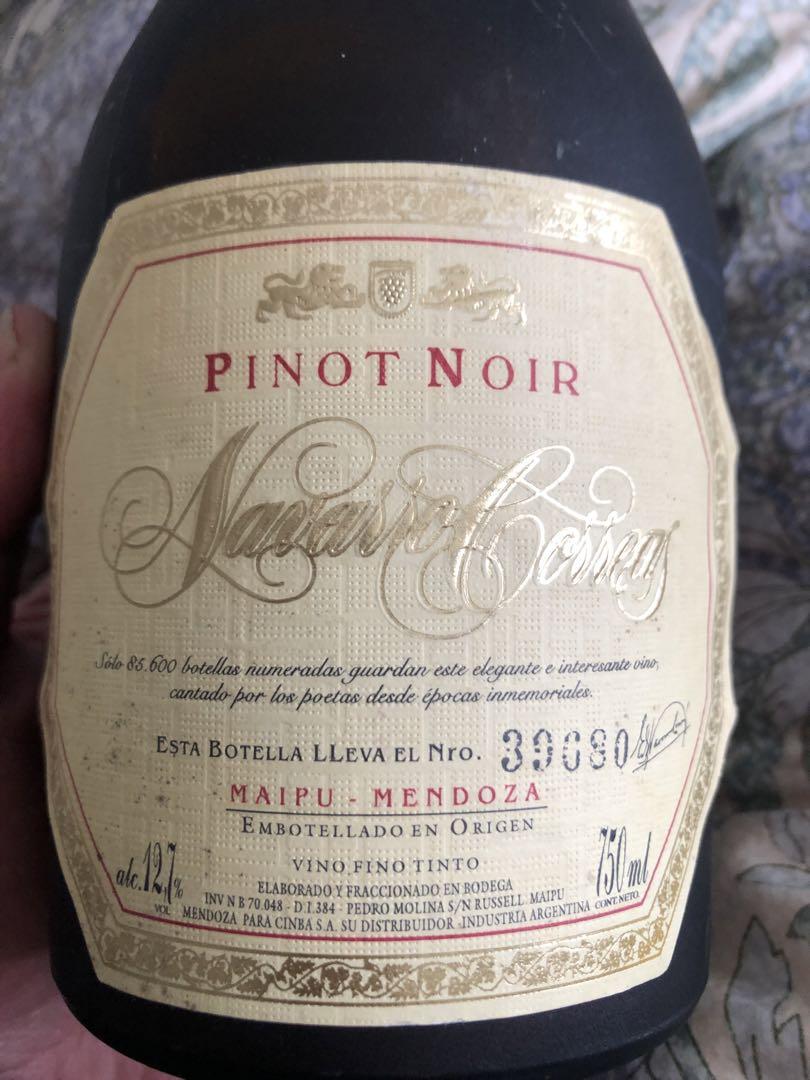 PINOT NOIR
Navarro Correas
Sólo 85.600 botellas numeradas guardan este elegante e interesante vino,
cantado por los poetas desde épocas inmemoriales.
ESTA BOTELLA LLEVA EL NRO. 39680
MAIPU - MENDOZA
EMBOTELLADO EN ORIGEN
VINO FINO TINTO
alc. 12,7% VOL
750 ml CONT. NETO.
ELABORADO Y FRACCIONADO EN BODEGA
INV N B 70.048 - D.I.384 - PEDRO MOLINA S/N RUSSELL MAIPU
MENDOZA PARA CINBA S.A. SU DISTRIBUIDOR - INDUSTRIA ARGENTINA